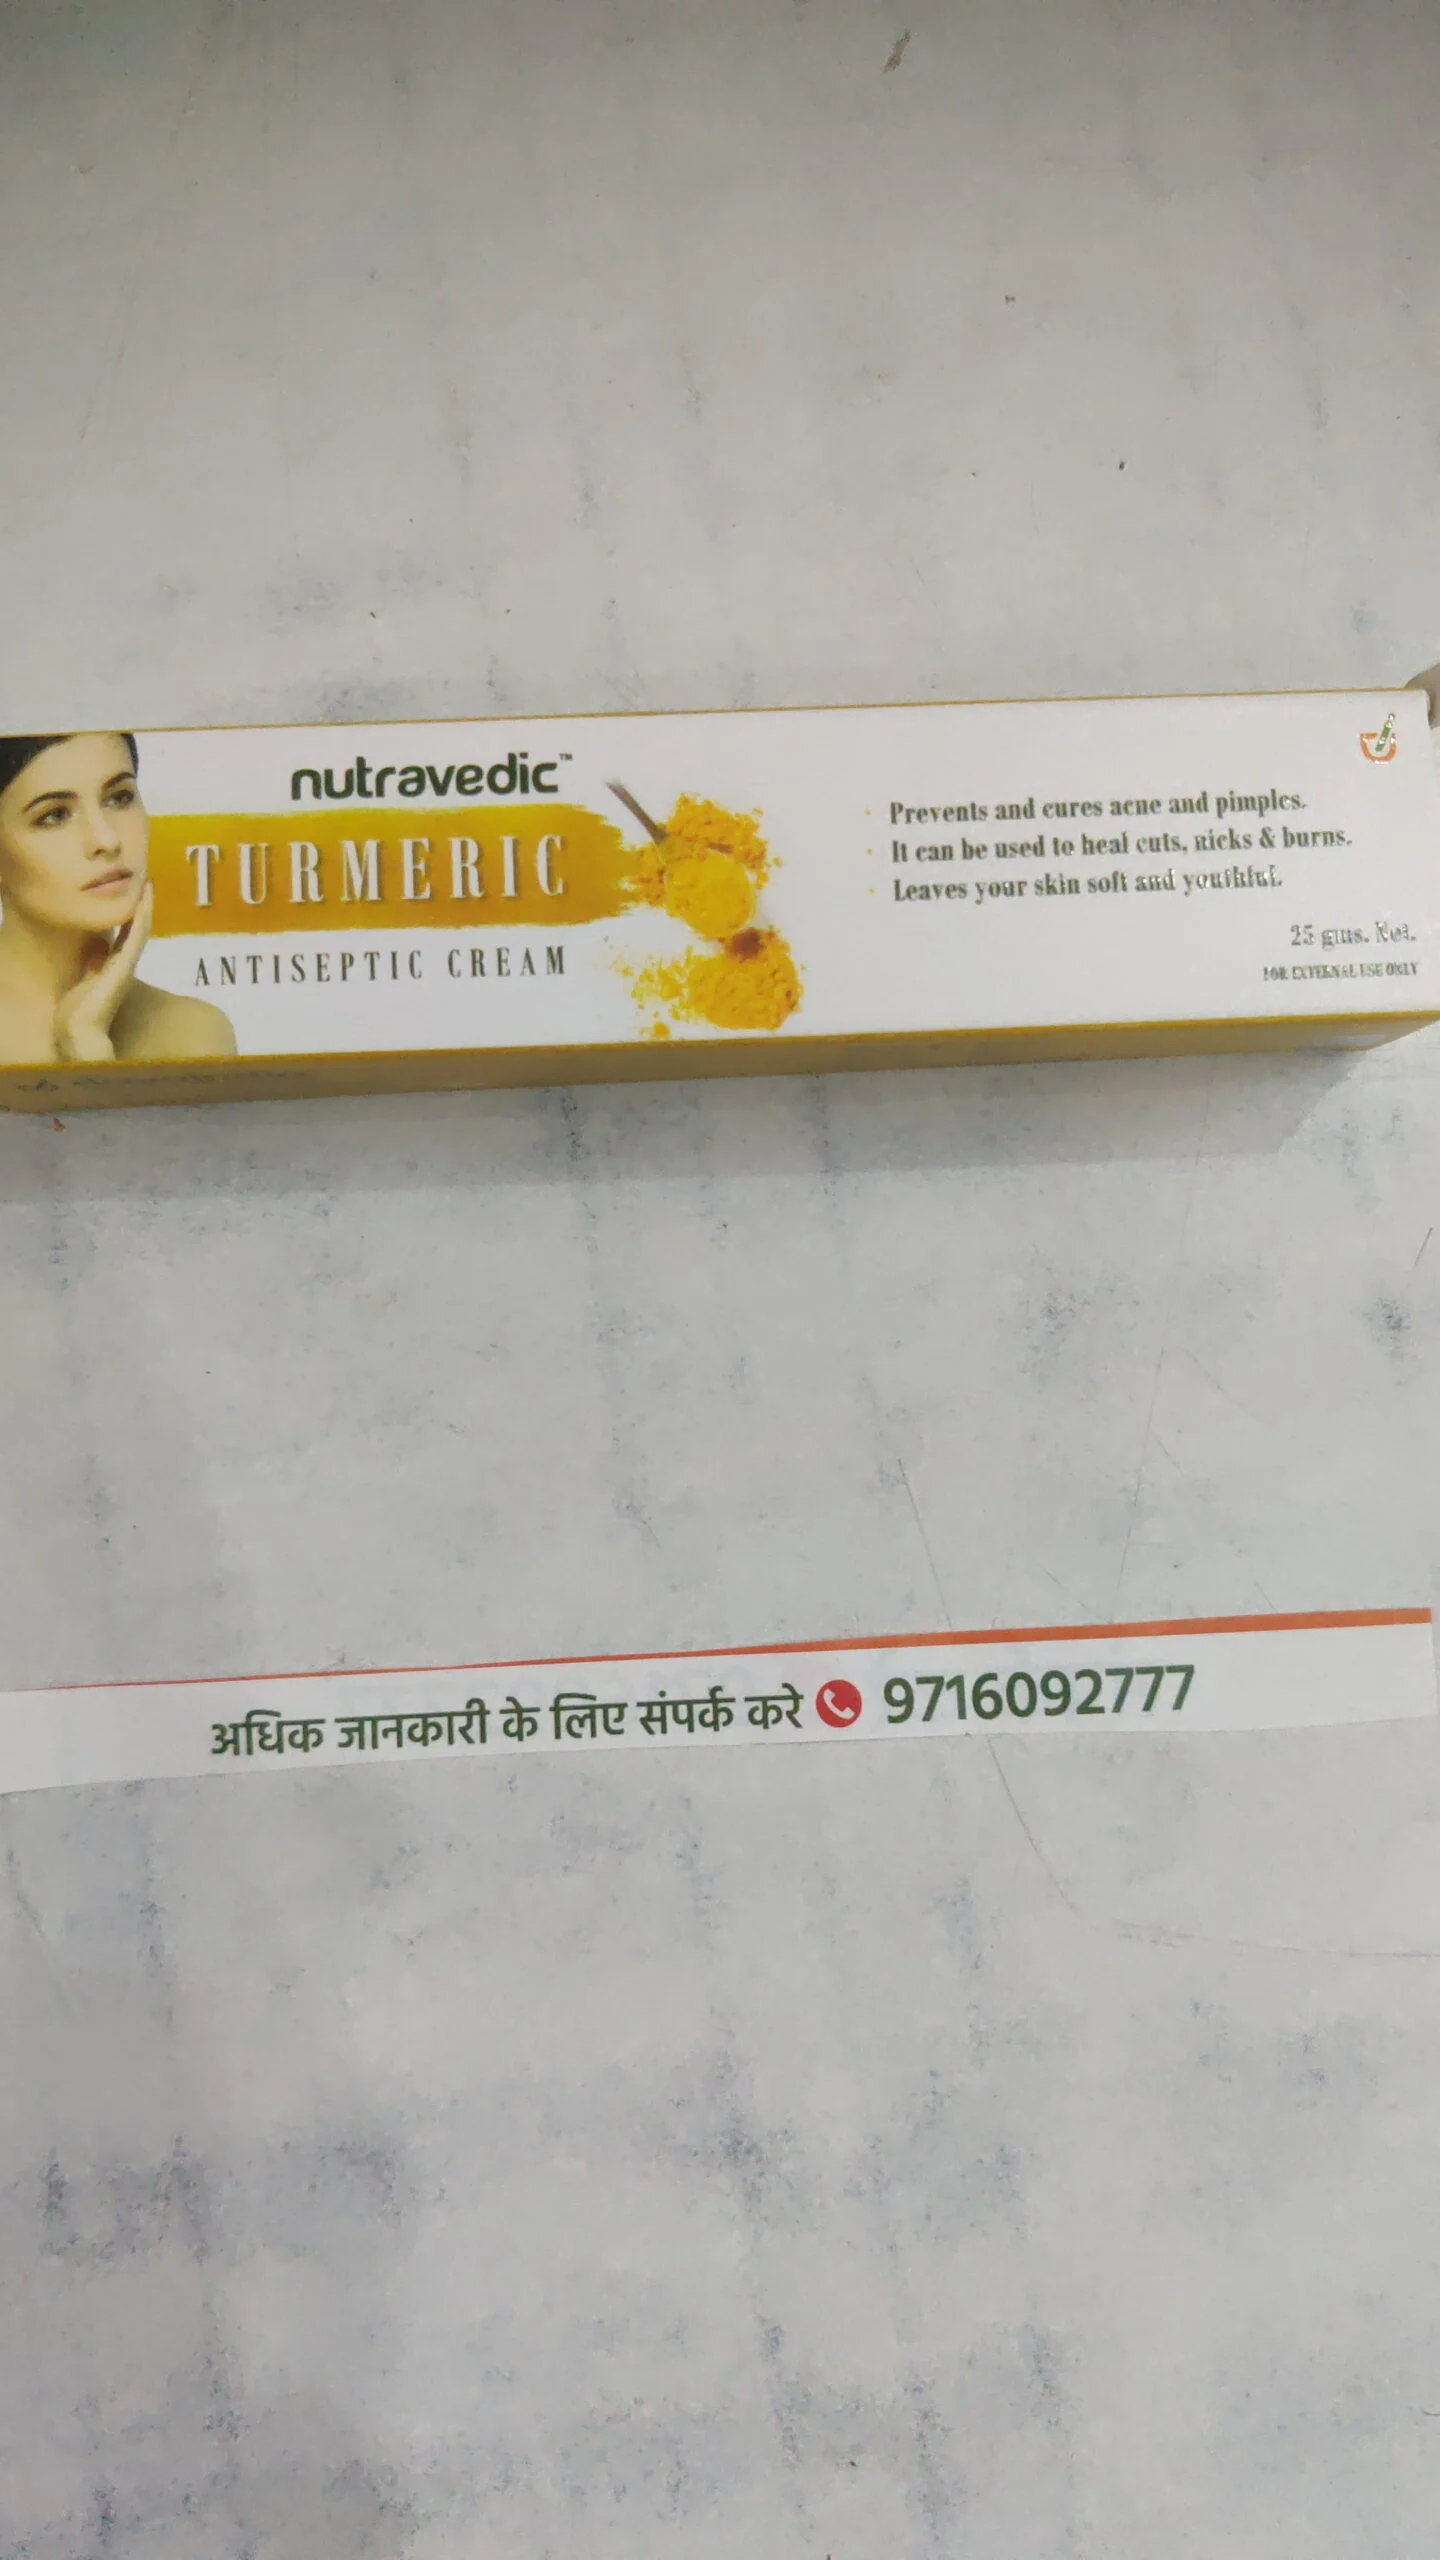 nutravedic™
TURMERIC
ANTISEPTIC CREAM
Prevents and cures acne and pimples.
It can be used to heal cuts, nicks & burns.
Leaves your skin soft and youthful.
25 gms. Net.
FOR EXTERNAL USE ONLY
अधिक जानकारी के लिए संपर्क करे 9716092777